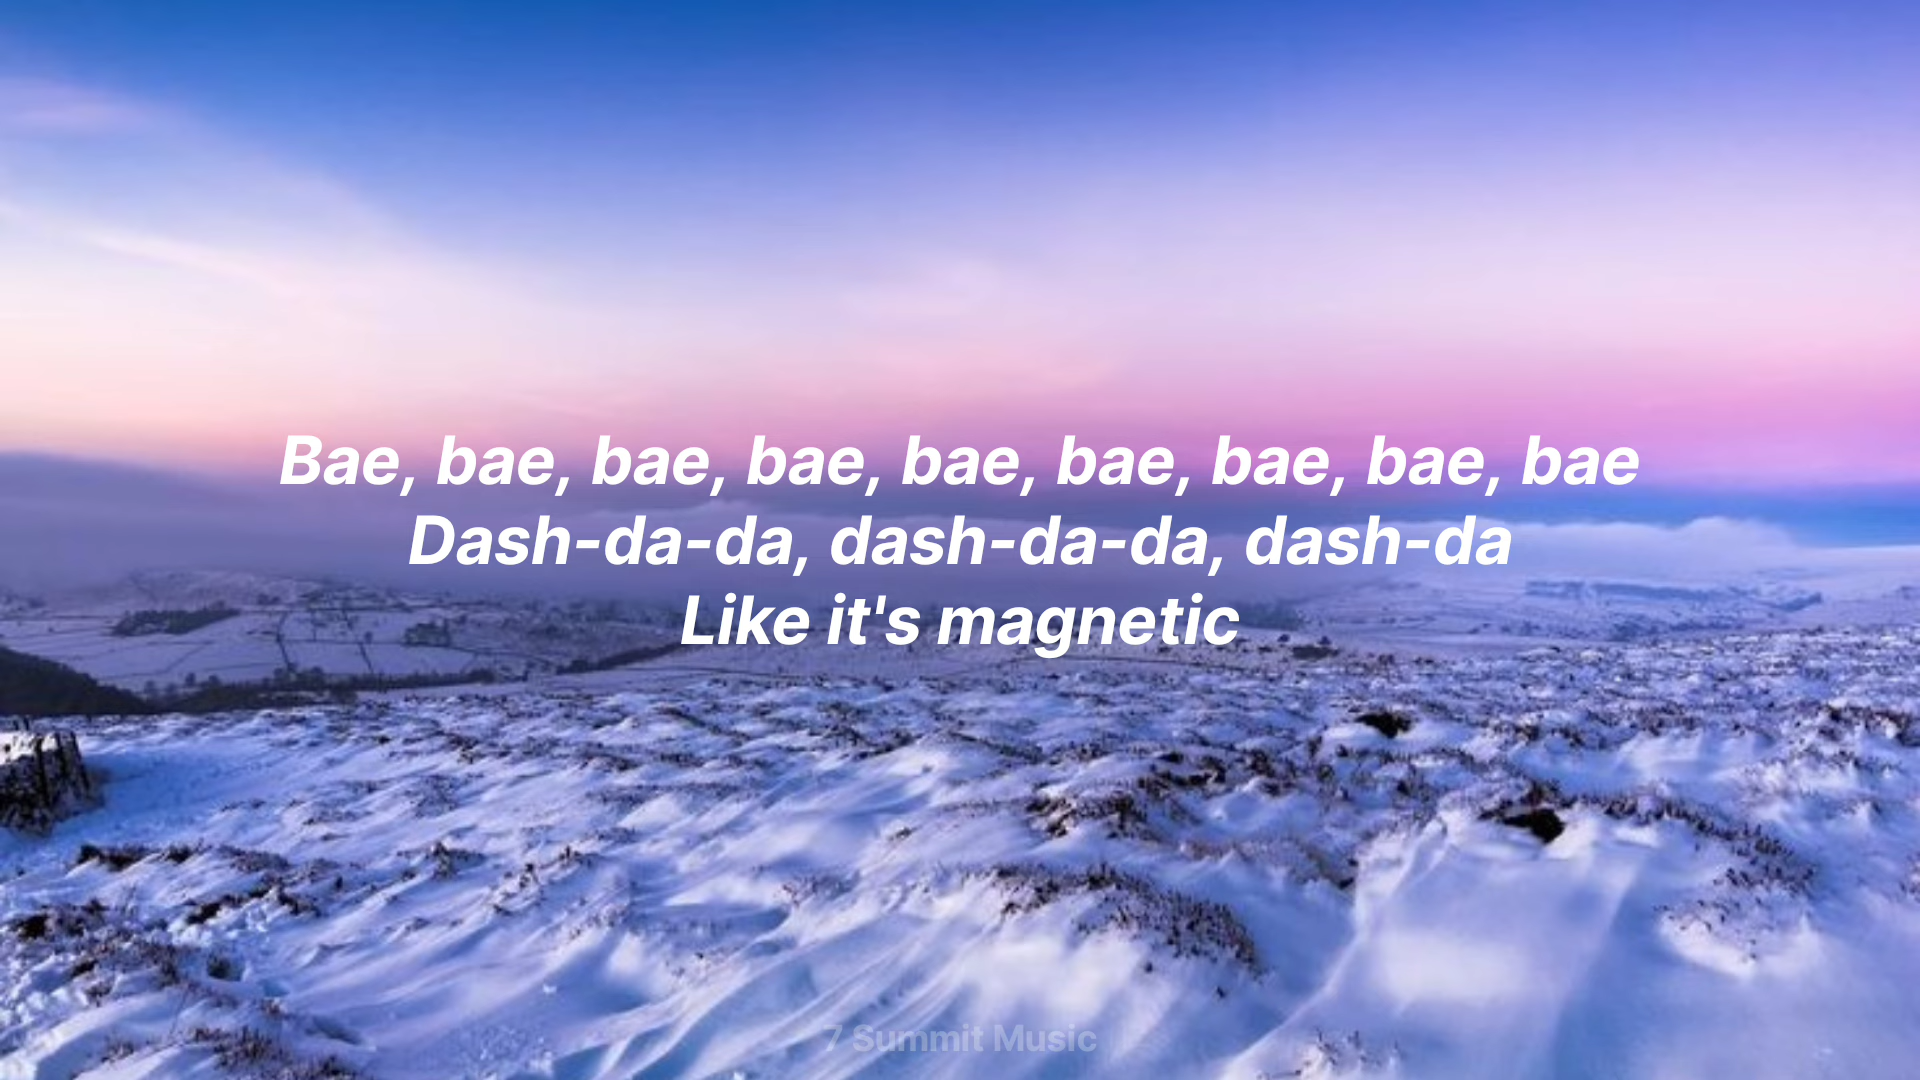 Bae, bae, bae, bae, bae, bae, bae, bae, bae
Dash-da-da, dash-da-da, dash-da
Like it's magnetic
7 Summit Music